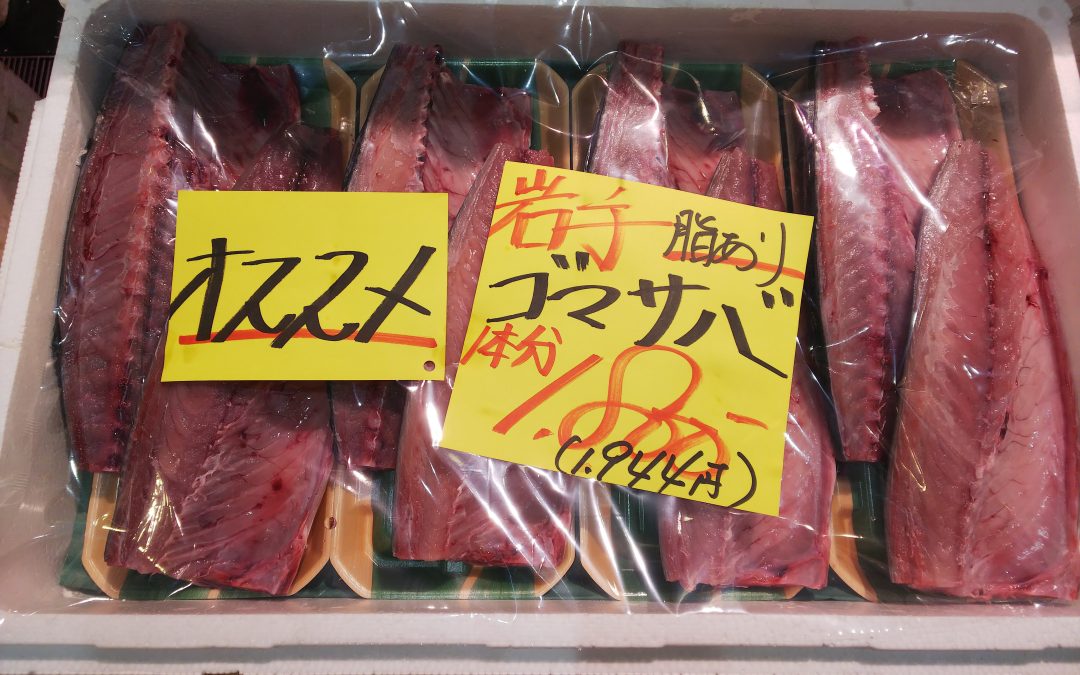 オススメ
岩手 脂あり
ゴマサバ
1本分
1.800-
(1.944円)